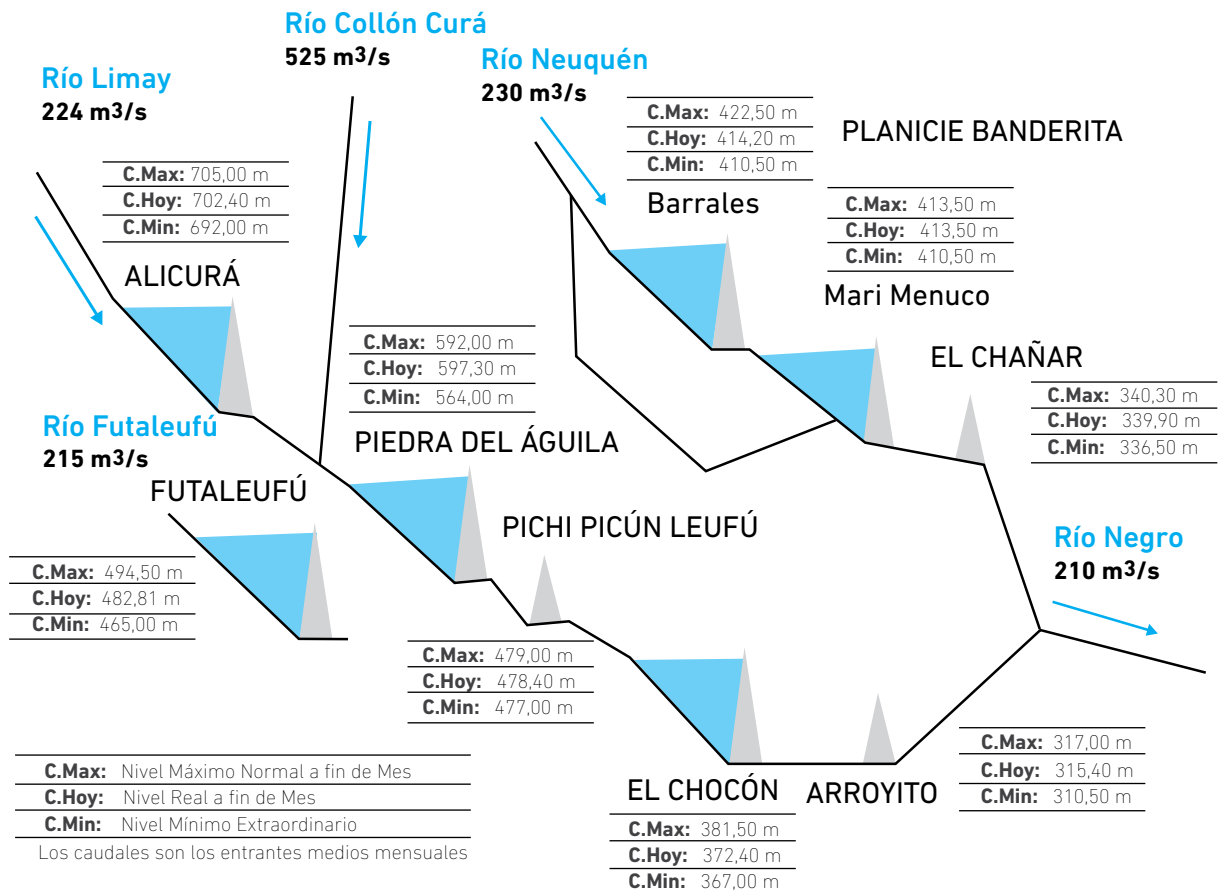 Río Collón Curá
525 m3/s
Río Limay
224 m3/s
Río Neuquén
230 m3/s
C.Max: 422,50 m
C.Hoy: 414,20 m
C.Min: 410,50 m
PLANICIE BANDERITA
Barrales
C.Max: 705,00 m
C.Hoy: 702,40 m
C.Min: 692,00 m
ALICURÁ
C.Max: 413,50 m
C.Hoy: 413,50 m
C.Min: 410,50 m
Mari Menuco
C.Max: 592,00 m
C.Hoy: 597,30 m
C.Min: 564,00 m
PIEDRA DEL ÁGUILA
EL CHAÑAR
C.Max: 340,30 m
C.Hoy: 339,90 m
C.Min: 336,50 m
Río Futaleufú
215 m3/s
FUTALEUFÚ
C.Max: 494,50 m
C.Hoy: 482,81 m
C.Min: 465,00 m
PICHI PICÚN LEUFÚ
C.Max: 479,00 m
C.Hoy: 478,40 m
C.Min: 477,00 m
Río Negro
210 m3/s
EL CHOCÓN
C.Max: 381,50 m
C.Hoy: 372,40 m
C.Min: 367,00 m
ARROYITO
C.Max: 317,00 m
C.Hoy: 315,40 m
C.Min: 310,50 m
C.Max: Nivel Máximo Normal a fin de Mes
C.Hoy: Nivel Real a fin de Mes
C.Min: Nivel Mínimo Extraordinario
Los caudales son los entrantes medios mensuales